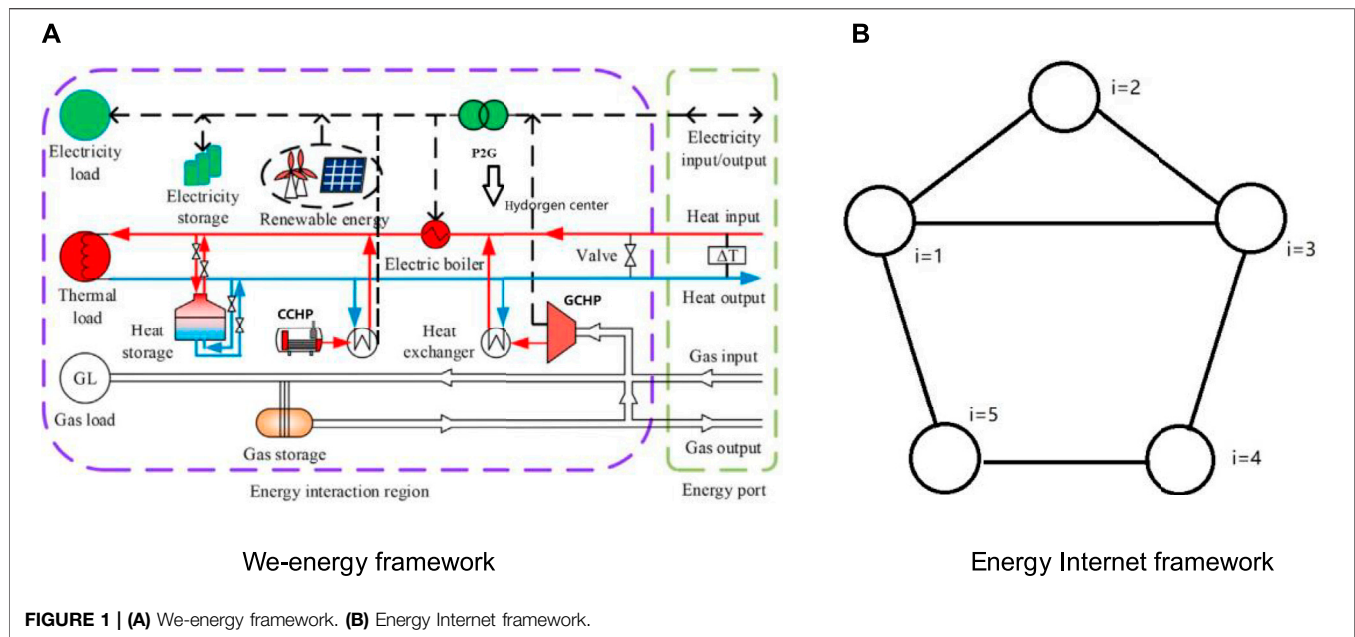 A
B
Electricity
load
Electricity
storage
Renewable energy
P2G
Hydorgen center
Electricity
input/output
Heat input
Thermal
load
Electric boiler
Valve
ΔT
Heat output
Heat
storage
CCHP
Heat
exchanger
GCHP
Gas input
GL
Gas load
Gas storage
Gas output
Energy interaction region
Energy port
i=2
i=1
i=3
i=5
i=4
We-energy framework
Energy Internet framework
FIGURE 1 | (A) We-energy framework. (B) Energy Internet framework.